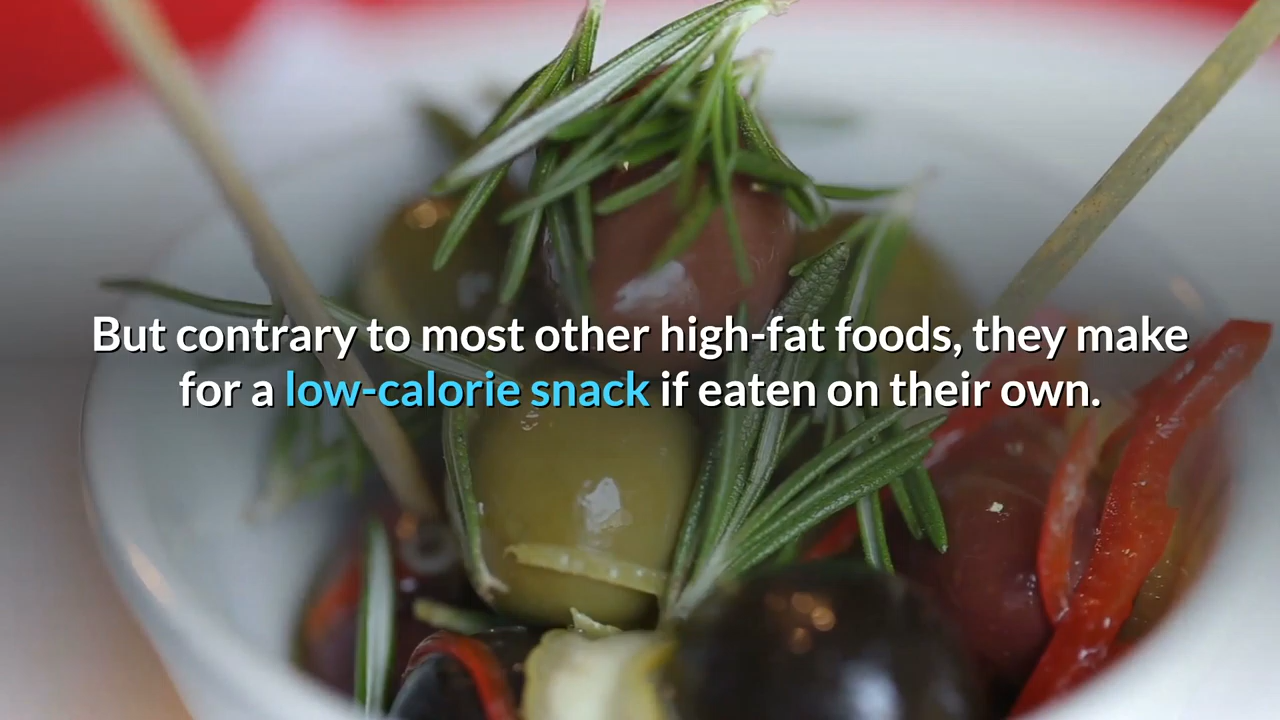 But contrary to most other high-fat foods, they make
for a low-calorie snack if eaten on their own.